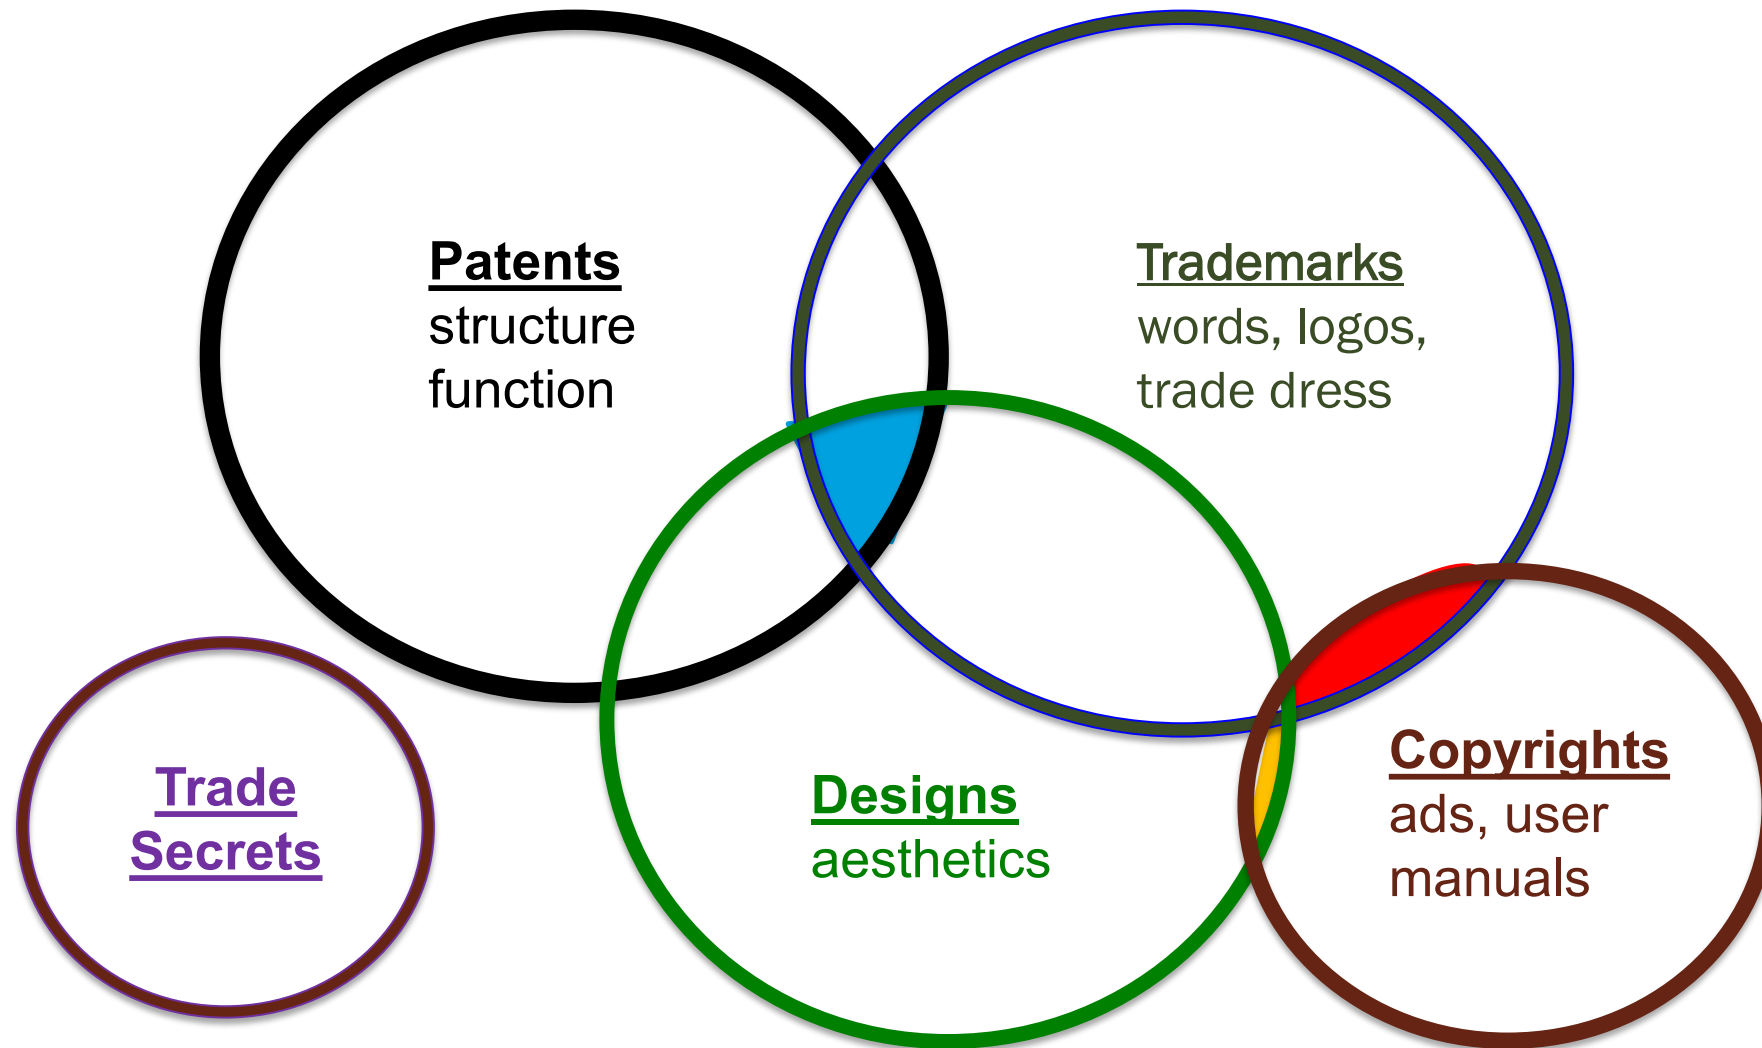 Patents
structure
function
Trademarks
words, logos,
trade dress
Trade
Secrets
Designs
aesthetics
Copyrights
ads, user
manuals